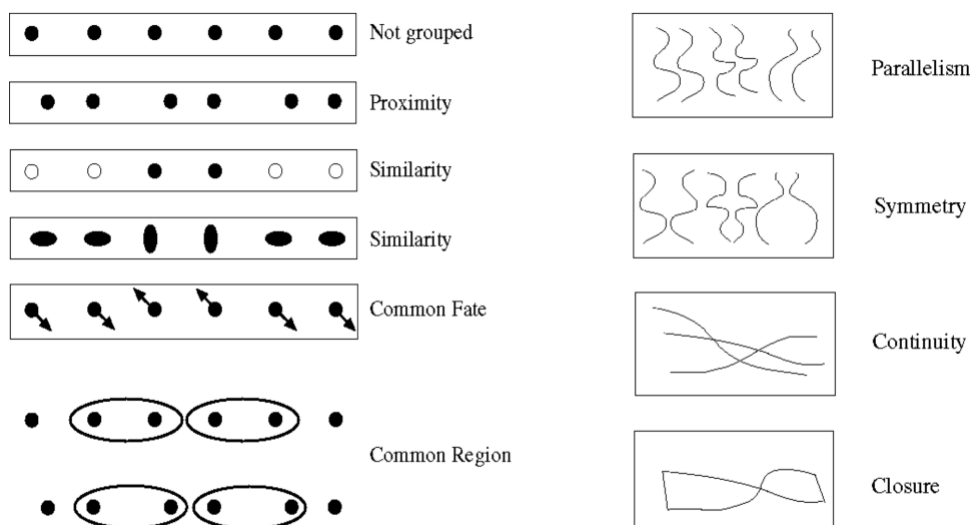 Not grouped
Proximity
Similarity
Similarity
Common Fate
Common Region
Parallelism
Symmetry
Continuity
Closure